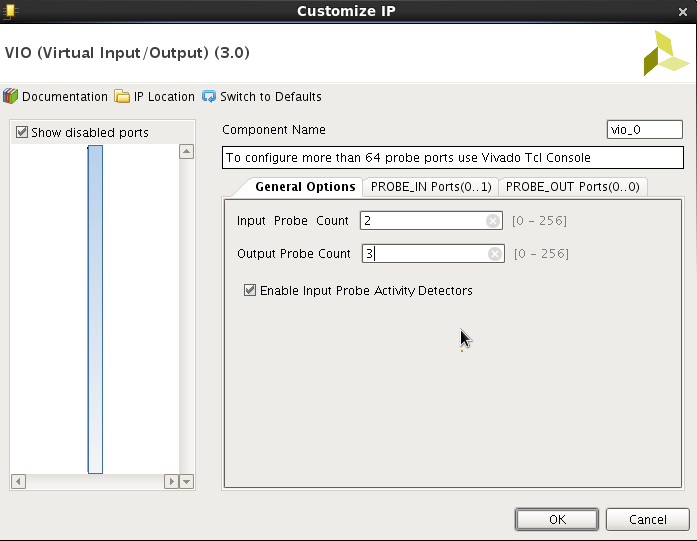 Customize IP
VIO (Virtual Input/Output) (3.0)
Documentation IP Location Switch to Defaults
Show disabled ports
Component Name vio_0
To configure more than 64 probe ports use Vivado Tcl Console
General Options PROBE_IN Ports(0..1) PROBE_OUT Ports(0..0)
Input Probe Count 2 [0 - 256]
Output Probe Count 3 [0 - 256]
Enable Input Probe Activity Detectors
OK Cancel